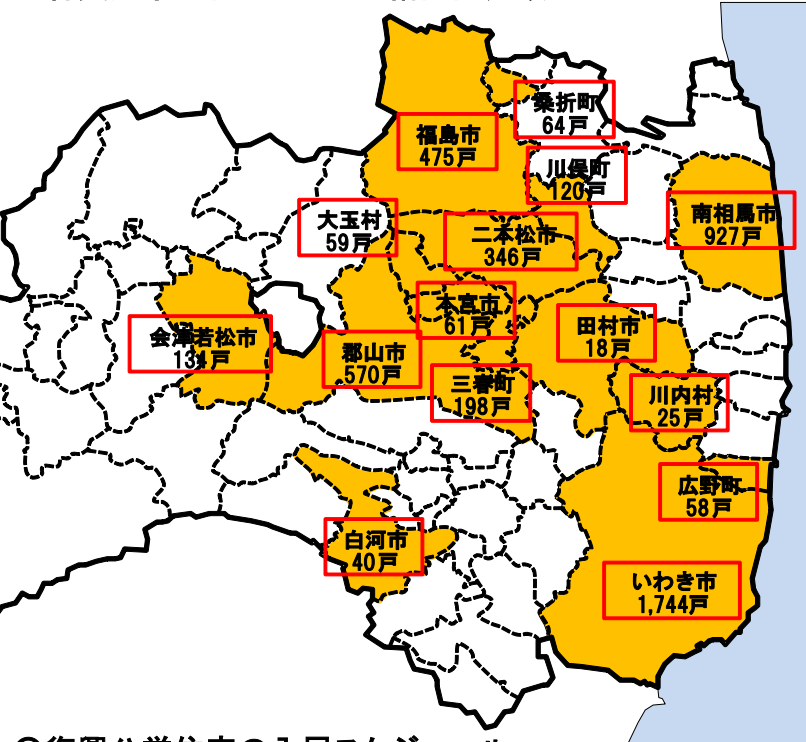 桑折町
64戸
福島市
475戸
川俣町
120戸
大玉村
59戸
二本松市
346戸
南相馬市
927戸
本宮市
61戸
田村市
18戸
会津若松市
134戸
郡山市
570戸
三春町
198戸
川内村
25戸
広野町
58戸
白河市
40戸
いわき市
1,744戸